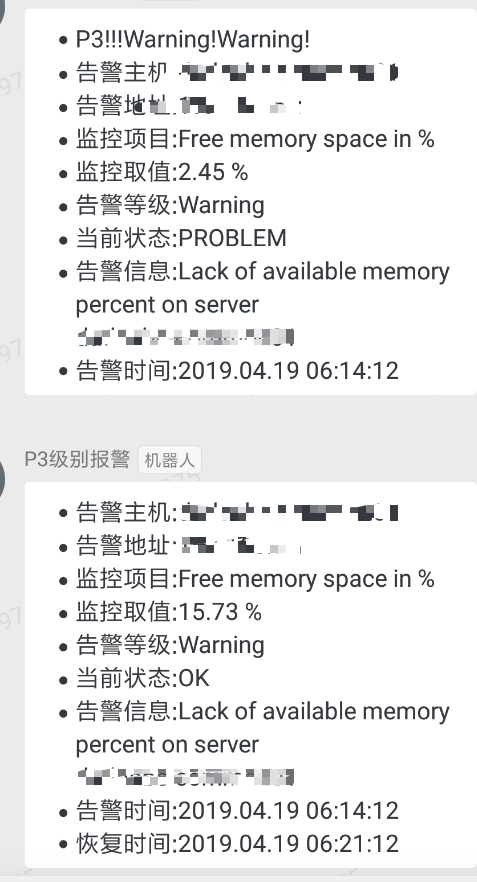 P3!!!Warning!Warning!
告警主机
告警地址
监控项目:Free memory space in %
监控取值:2.45 %
告警等级:Warning
当前状态:PROBLEM
告警信息:Lack of available memory
percent on server
告警时间:2019.04.19 06:14:12
P3级别报警 机器人
告警主机:
告警地址:
监控项目:Free memory space in %
监控取值:15.73 %
告警等级:Warning
当前状态:OK
告警信息:Lack of available memory
percent on server
告警时间:2019.04.19 06:14:12
恢复时间:2019.04.19 06:21:12